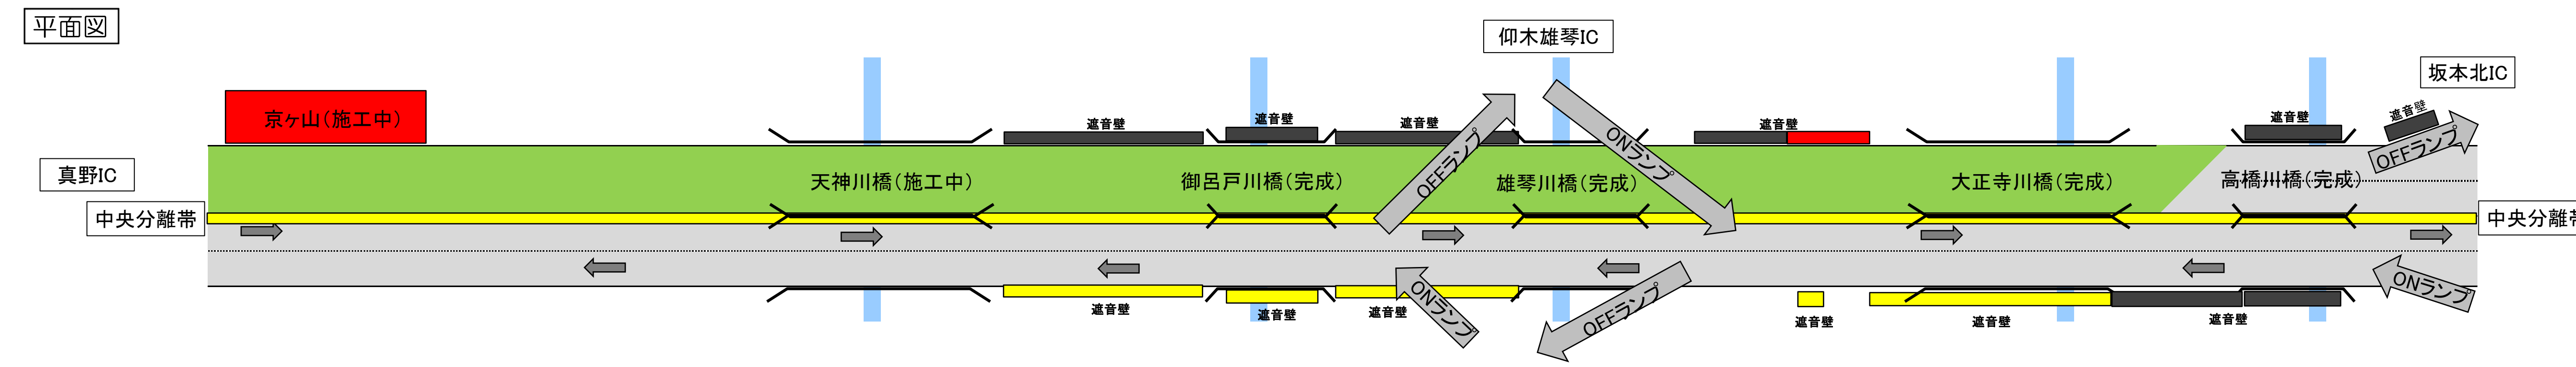 平面図
仰木雄琴IC
坂本北IC
京ヶ山(施工中)
遮音壁
遮音壁
遮音壁
遮音壁
遮音壁
遮音壁
真野IC
天神川橋(施工中)
御呂戸川橋(完成)
OFFランプ
雄琴川橋(完成)
ONランプ
大正寺川橋(完成)
高橋川橋(完成)
OFFランプ
中央分離帯
中央分離帯
遮音壁
遮音壁
遮音壁
ONランプ
OFFランプ
遮音壁
遮音壁
遮音壁
ONランプ